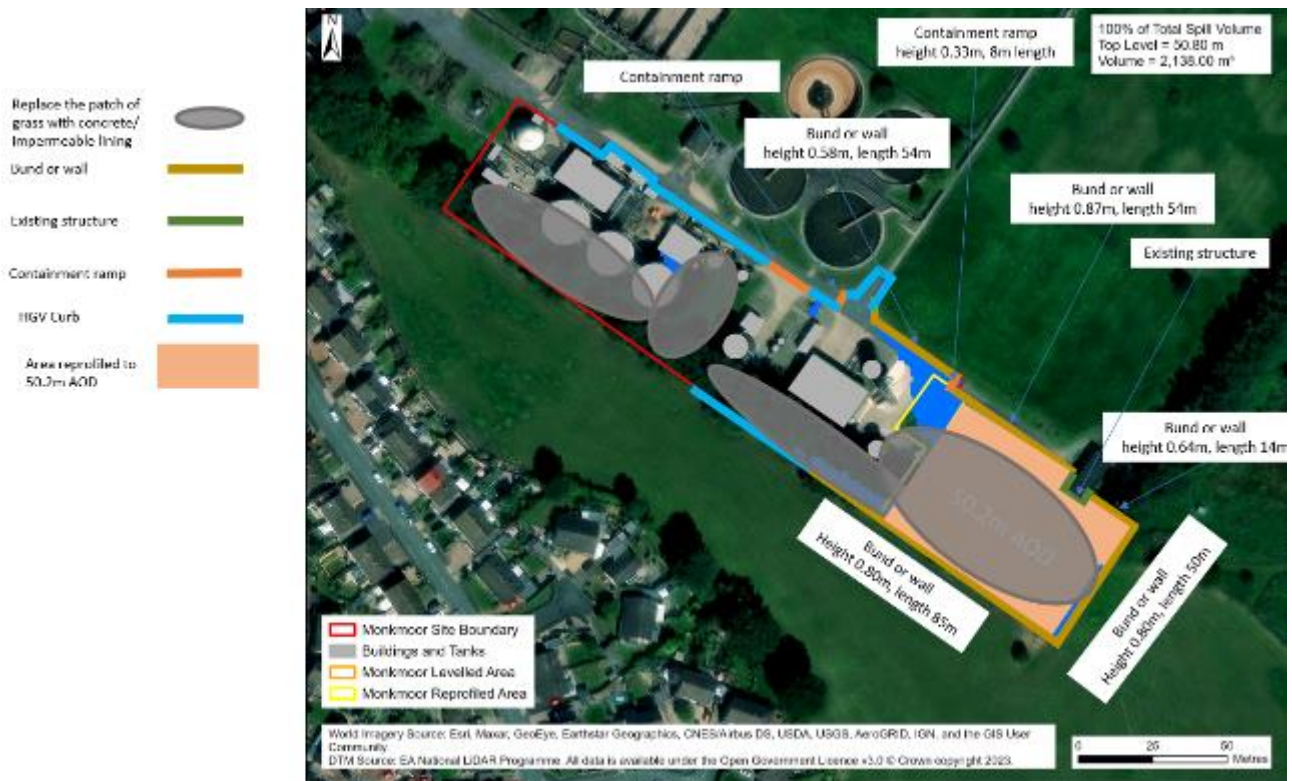 Replace the patch of
grass with concrete/
impermeable lining
Bund or wall
Existing structure
Containment ramp
HGV Curb
Area reprofiled to
50.2m AOD
N
Containment ramp
Containment ramp
height 0.33m, 8m length
100% of Total Spill Volume
Top Level = 50.80 m
Volume = 2,138.00 m³
Bund or wall
height 0.58m, length 54m
Bund or wall
height 0.87m, length 54m
Existing structure
Bund or wall
height 0.64m, length 14m
50.2m AOD
Bund or wall
Height 0.80m, length 85m
Bund or wall
Height 0.80m, length 50m
Monkmoor Site Boundary
Buildings and Tanks
Monkmoor Levelled Area
Monkmoor Reprofiled Area
World Imagery Source: Esri, Maxar, GeoEye, Earthstar Geographics, CNES/Airbus DS, USDA, USGS, AeroGRID, IGN, and the GIS User
Community.
DTM Source: EA National LiDAR Programme. All data is available under the Open Government Licence v3.0 © Crown copyright 2023.
0 25 50
Metres